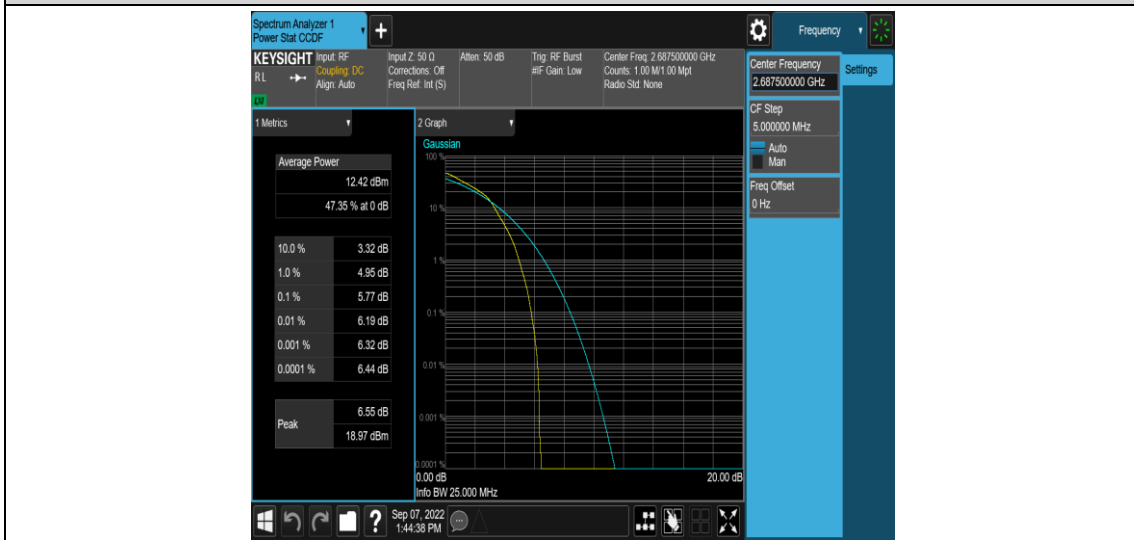 Spectrum Analyzer 1
Power Stat CCDF
Frequency
KEYSIGHT
RL
LXI
Input: RF
Coupling: DC
Align: Auto
Input Z: 50 Ω
Corrections: Off
Freq Ref: Int (S)
Atten: 50 dB
Trig: RF Burst
#IF Gain: Low
Center Freq: 2.687500000 GHz
Counts: 1.00 M/1.00 Mpt
Radio Std: None
Center Frequency
2.687500000 GHz
Settings
CF Step
5.000000 MHz
Auto
Man
Freq Offset
0 Hz
1 Metrics
Average Power
12.42 dBm
47.35 % at 0 dB
10.0 % 3.32 dB
1.0 % 4.95 dB
0.1 % 5.77 dB
0.01 % 6.19 dB
0.001 % 6.32 dB
0.0001 % 6.44 dB
Peak 6.55 dB
18.97 dBm
2 Graph
Gaussian
100 %
10 %
1 %
0.1 %
0.01 %
0.001 %
0.0001 %
0.00 dB 20.00 dB
Info BW 25.000 MHz
?
Sep 07, 2022
1:44:38 PM